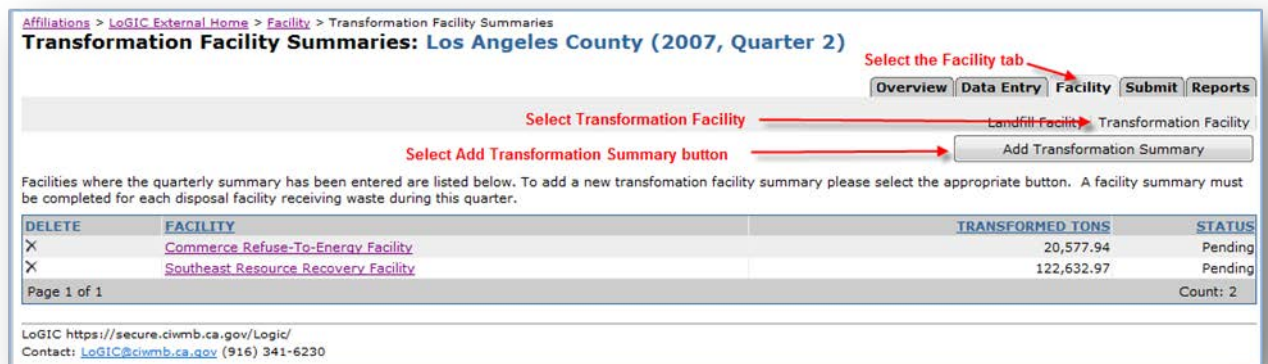 Affiliations > LoGIC External Home > Facility > Transformation Facility Summaries
Transformation Facility Summaries: Los Angeles County (2007, Quarter 2)
Select the Facility tab
Overview Data Entry Facility Submit Reports
Select Transformation Facility
Landfill Facility Transformation Facility
Select Add Transformation Summary button
Add Transformation Summary
Facilities where the quarterly summary has been entered are listed below. To add a new transfomation facility summary please select the appropriate button. A facility summary must
be completed for each disposal facility receiving waste during this quarter.
DELETE FACILITY TRANSFORMED TONS STATUS
X Commerce Refuse-To-Energy Facility 20,577.94 Pending
X Southeast Resource Recovery Facility 122,632.97 Pending
Page 1 of 1 Count: 2
LoGIC https://secure.ciwmb.ca.gov/Logic/
Contact: LoGIC@ciwmb.ca.gov (916) 341-6230